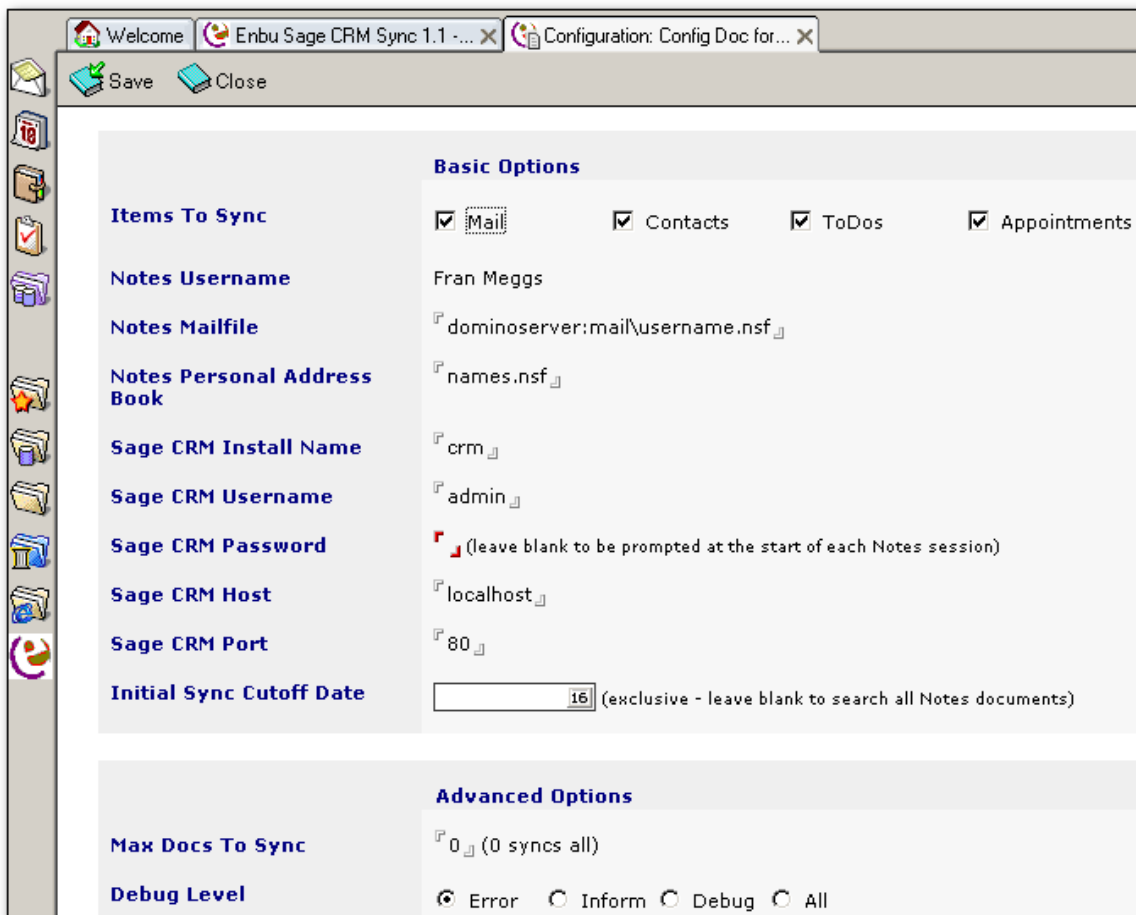 Welcome Enbu Sage CRM Sync 1.1 -... Configuration: Config Doc for...
Save Close
Basic Options
Items To Sync Mail Contacts ToDos Appointments
Notes Username Fran Meggs
Notes Mailfile dominoserver:mail\username.nsf
Notes Personal Address Book names.nsf
Sage CRM Install Name crm
Sage CRM Username admin
Sage CRM Password (leave blank to be prompted at the start of each Notes session)
Sage CRM Host localhost
Sage CRM Port 80
Initial Sync Cutoff Date 16 (exclusive - leave blank to search all Notes documents)
Advanced Options
Max Docs To Sync 0 (0 syncs all)
Debug Level Error Inform Debug All